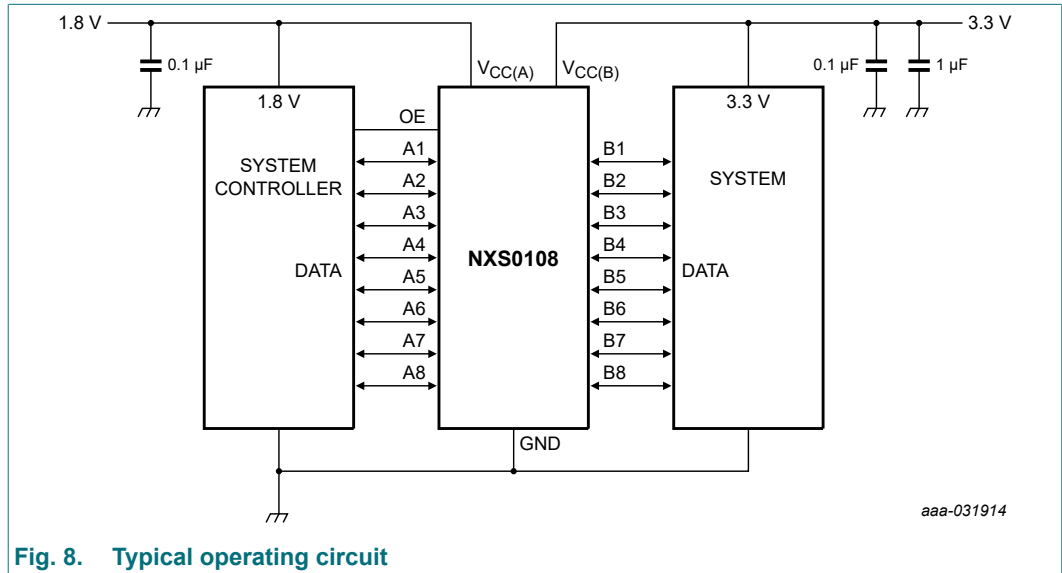 1.8 V
3.3 V
0.1 µF
V_CC(A)
V_CC(B)
0.1 µF
1 µF
1.8 V
3.3 V
OE
SYSTEM
CONTROLLER
DATA
A1
A2
A3
A4
A5
A6
A7
A8
NXS0108
B1
B2
B3
B4
B5
B6
B7
B8
SYSTEM
DATA
GND
aaa-031914
Fig. 8. Typical operating circuit